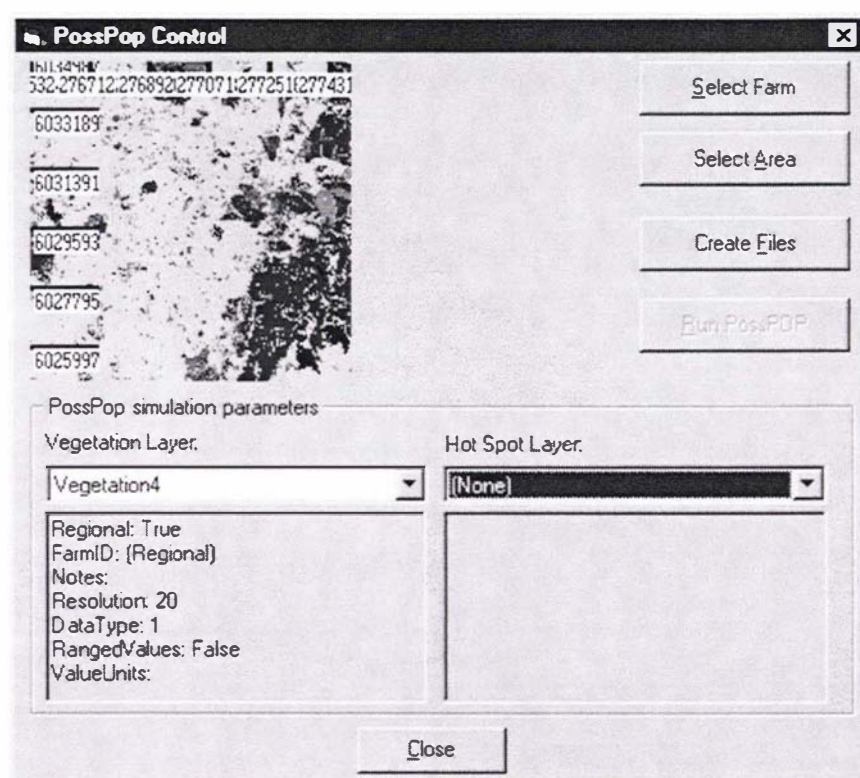 PossPop Control
6033189
6031391
6029593
6027795
6025997
Select Farm
Select Area
Create Files
Run PossPOP
PossPop simulation parameters
Vegetation Layer:
Vegetation4
Regional: True
FarmID: (Regional)
Notes:
Resolution: 20
DataType: 1
RangedValues: False
ValueUnits:
Hot Spot Layer:
(None)
Close